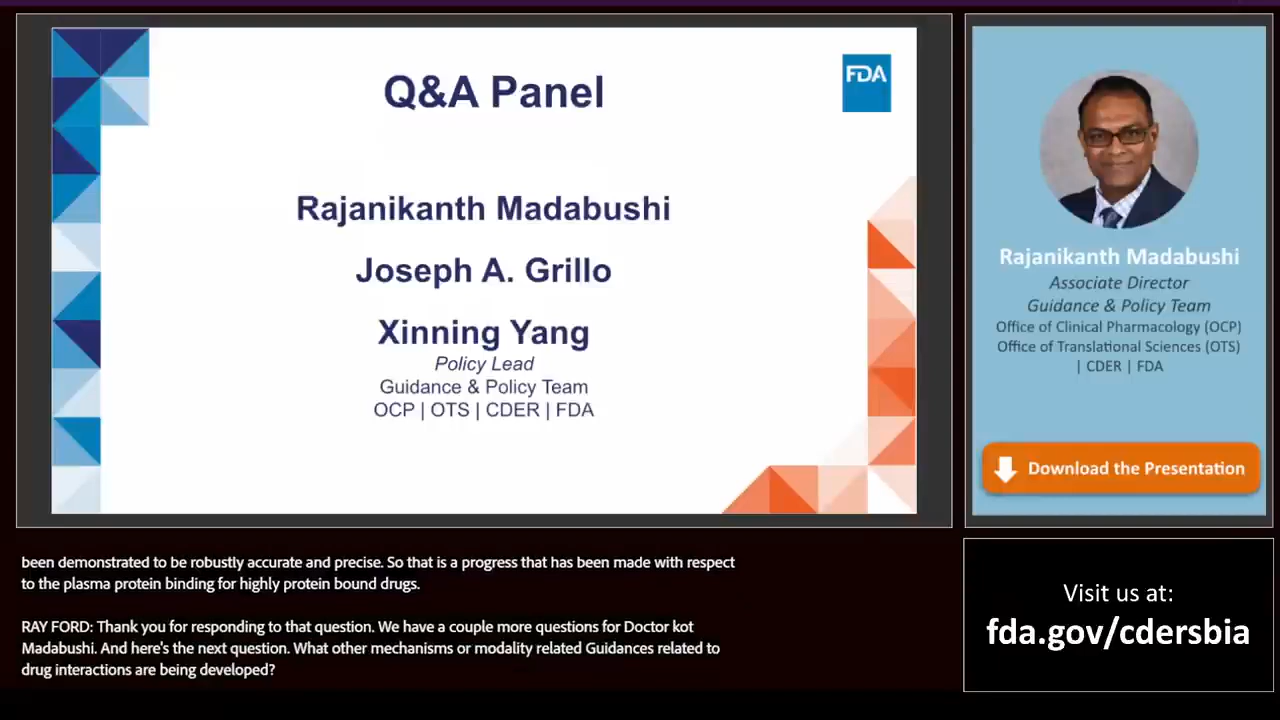 Q&A Panel
FDA
Rajanikanth Madabushi
Joseph A. Grillo
Xinning Yang
Policy Lead
Guidance & Policy Team
OCP | OTS | CDER | FDA
Rajanikanth Madabushi
Associate Director
Guidance & Policy Team
Office of Clinical Pharmacology (OCP)
Office of Translational Sciences (OTS)
| CDER | FDA
Download the Presentation
been demonstrated to be robustly accurate and precise. So that is a progress that has been made with respect
to the plasma protein binding for highly protein bound drugs.
RAY FORD: Thank you for responding to that question. We have a couple more questions for Doctor kot
Madabushi. And here's the next question. What other mechanisms or modality related Guidances related to
drug interactions are being developed?
Visit us at:
fda.gov/cdersbia